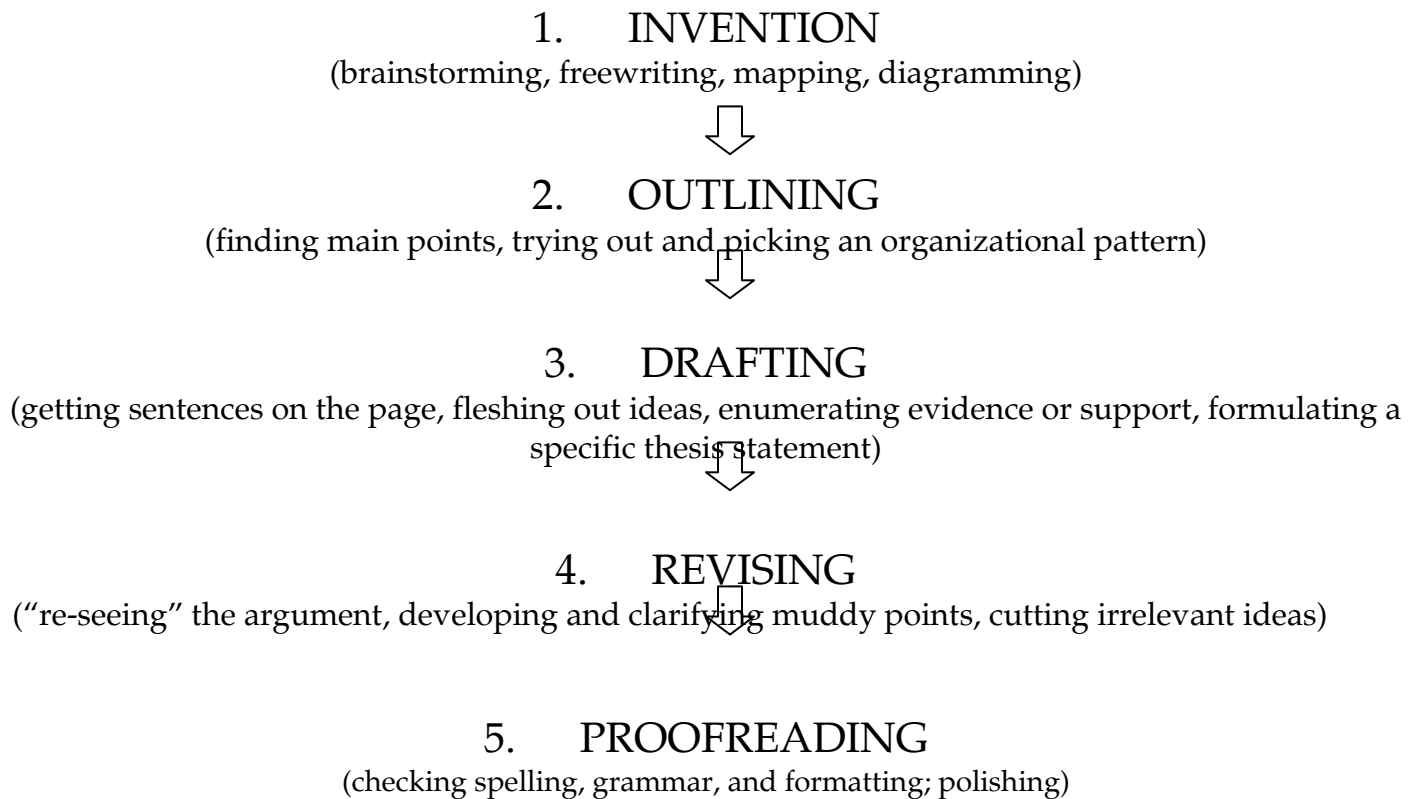 1. INVENTION
(brainstorming, freewriting, mapping, diagramming)
2. OUTLINING
(finding main points, trying out and picking an organizational pattern)
3. DRAFTING
(getting sentences on the page, fleshing out ideas, enumerating evidence or support, formulating a
specific thesis statement)
4. REVISING
(“re-seeing” the argument, developing and clarifying muddy points, cutting irrelevant ideas)
5. PROOFREADING
(checking spelling, grammar, and formatting; polishing)